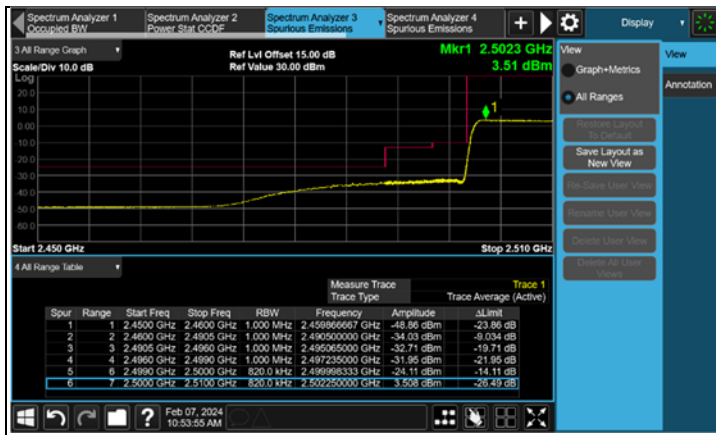 Spectrum Analyzer 1
Occupied BW
Spectrum Analyzer 2
Power Stat CCDF
Spectrum Analyzer 3
Spurious Emissions
Spectrum Analyzer 4
Spurious Emissions
Display
3 All Range Graph
Ref Lvl Offset 15.00 dB
Mkr1 2.5023 GHz
Scale/Div 10.0 dB
Ref Value 30.00 dBm
3.51 dBm
Log
20.0
10.0
0.00
-10.0
-20.0
-30.0
-40.0
-50.0
-60.0
1
Start 2.450 GHz
Stop 2.510 GHz
View
Graph+Metrics
All Ranges
Restore Layout
To Default
Save Layout as
New View
Re-Save User View
Rename User View
Delete User View
Delete All User
Views
View
Annotation
4 All Range Table
Measure Trace Trace 1
Trace Type Trace Average (Active)
Spur Range Start Freq Stop Freq RBW Frequency Amplitude ΔLimit
1 1 2.4500 GHz 2.4600 GHz 1.000 MHz 2.459866667 GHz -48.86 dBm -23.86 dB
2 2 2.4600 GHz 2.4905 GHz 1.000 MHz 2.490500000 GHz -34.03 dBm -9.034 dB
3 3 2.4905 GHz 2.4960 GHz 1.000 MHz 2.495065000 GHz -32.71 dBm -19.71 dB
4 4 2.4960 GHz 2.4990 GHz 1.000 MHz 2.497235000 GHz -31.95 dBm -21.95 dB
5 6 2.4990 GHz 2.5000 GHz 820.0 kHz 2.499998333 GHz -24.11 dBm -14.11 dB
6 7 2.5000 GHz 2.5100 GHz 820.0 kHz 2.502250000 GHz 3.508 dBm -26.49 dB
?
Feb 07, 2024
10:53:55 AM